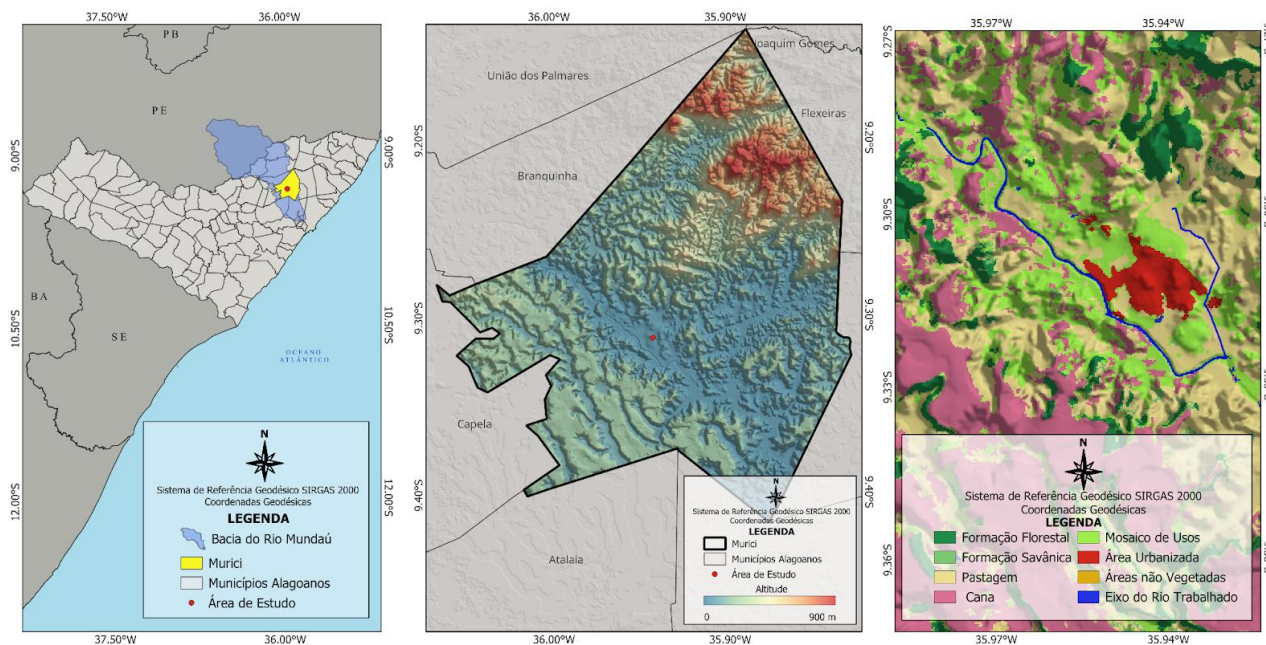 37.50°W 36.00°W
PB
PE
9.00°S
9.00°S
BA
SE
10.50°S
10.50°S
OCEANO
ATLÂNTICO
12.00°S
12.00°S
N
Sistema de Referência Geodésico SIRGAS 2000
Coordenadas Geodésicas
LEGENDA
Bacia do Rio Mundaú
Murici
Municípios Alagoanos
Área de Estudo
37.50°W 36.00°W
36.00°W 35.90°W
Joaquim Gomes
União dos Palmares
Flexeiras
9.20°S
9.20°S
Branquinha
9.30°S
9.30°S
Capela
9.40°S
9.40°S
Atalaia
N
Sistema de Referência Geodésico SIRGAS 2000
Coordenadas Geodésicas
LEGENDA
Murici
Municípios Alagoanos
Área de Estudo
Altitude
0 900 m
36.00°W 35.90°W
35.97°W 35.94°W
9.27°S
9.30°S
9.33°S
N
Sistema de Referência Geodésico SIRGAS 2000
Coordenadas Geodésicas
LEGENDA
Formação Florestal
Formação Savânica
Pastagem
Cana
Mosaico de Usos
Área Urbanizada
Áreas não Vegetadas
Eixo do Rio Trabalhado
35.97°W 35.94°W